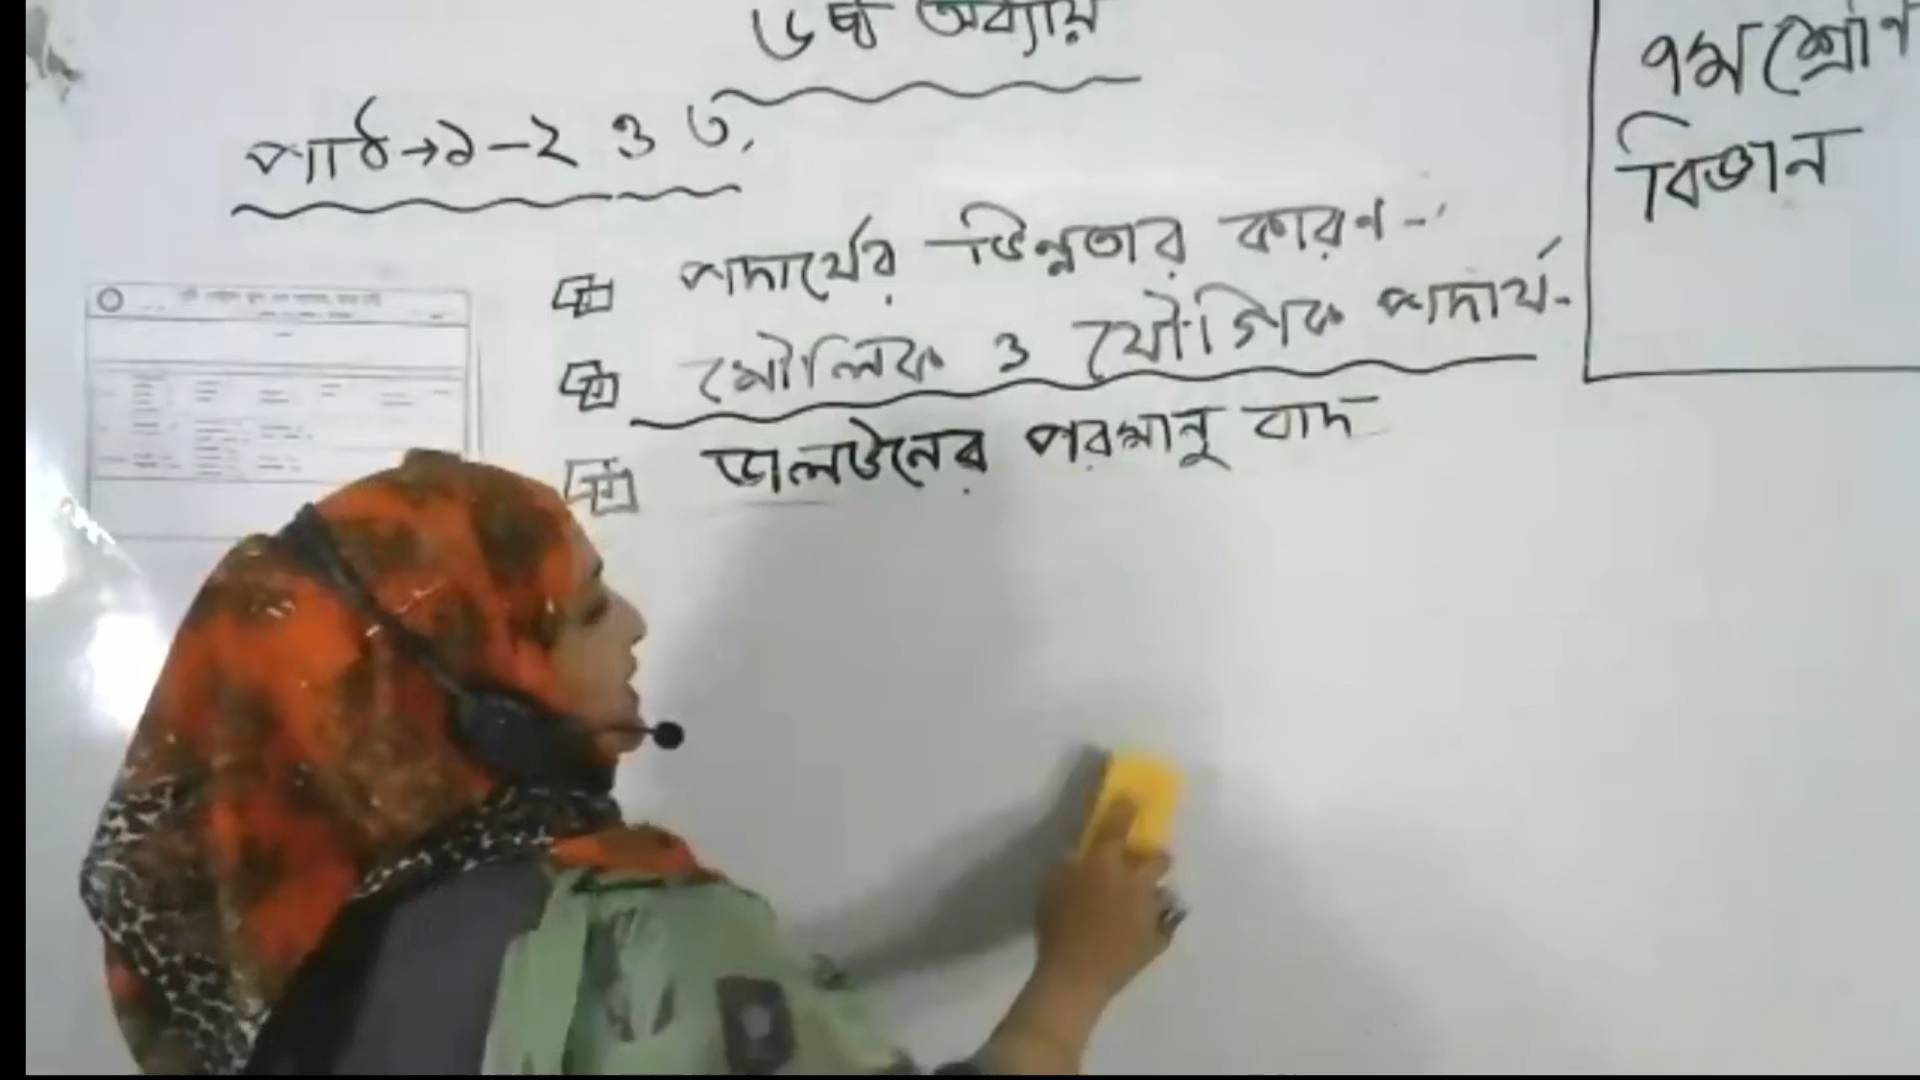 ৬ষ্ঠ অধ্যায়
পাঠ→১-২ ও ৩,
পদার্থের ভিন্নতার কারণ-
মৌলিক ও যৌগিক পদার্থ-
ডালটনের পরমানু বাদ
৭ম শ্রেণি
বিজ্ঞান